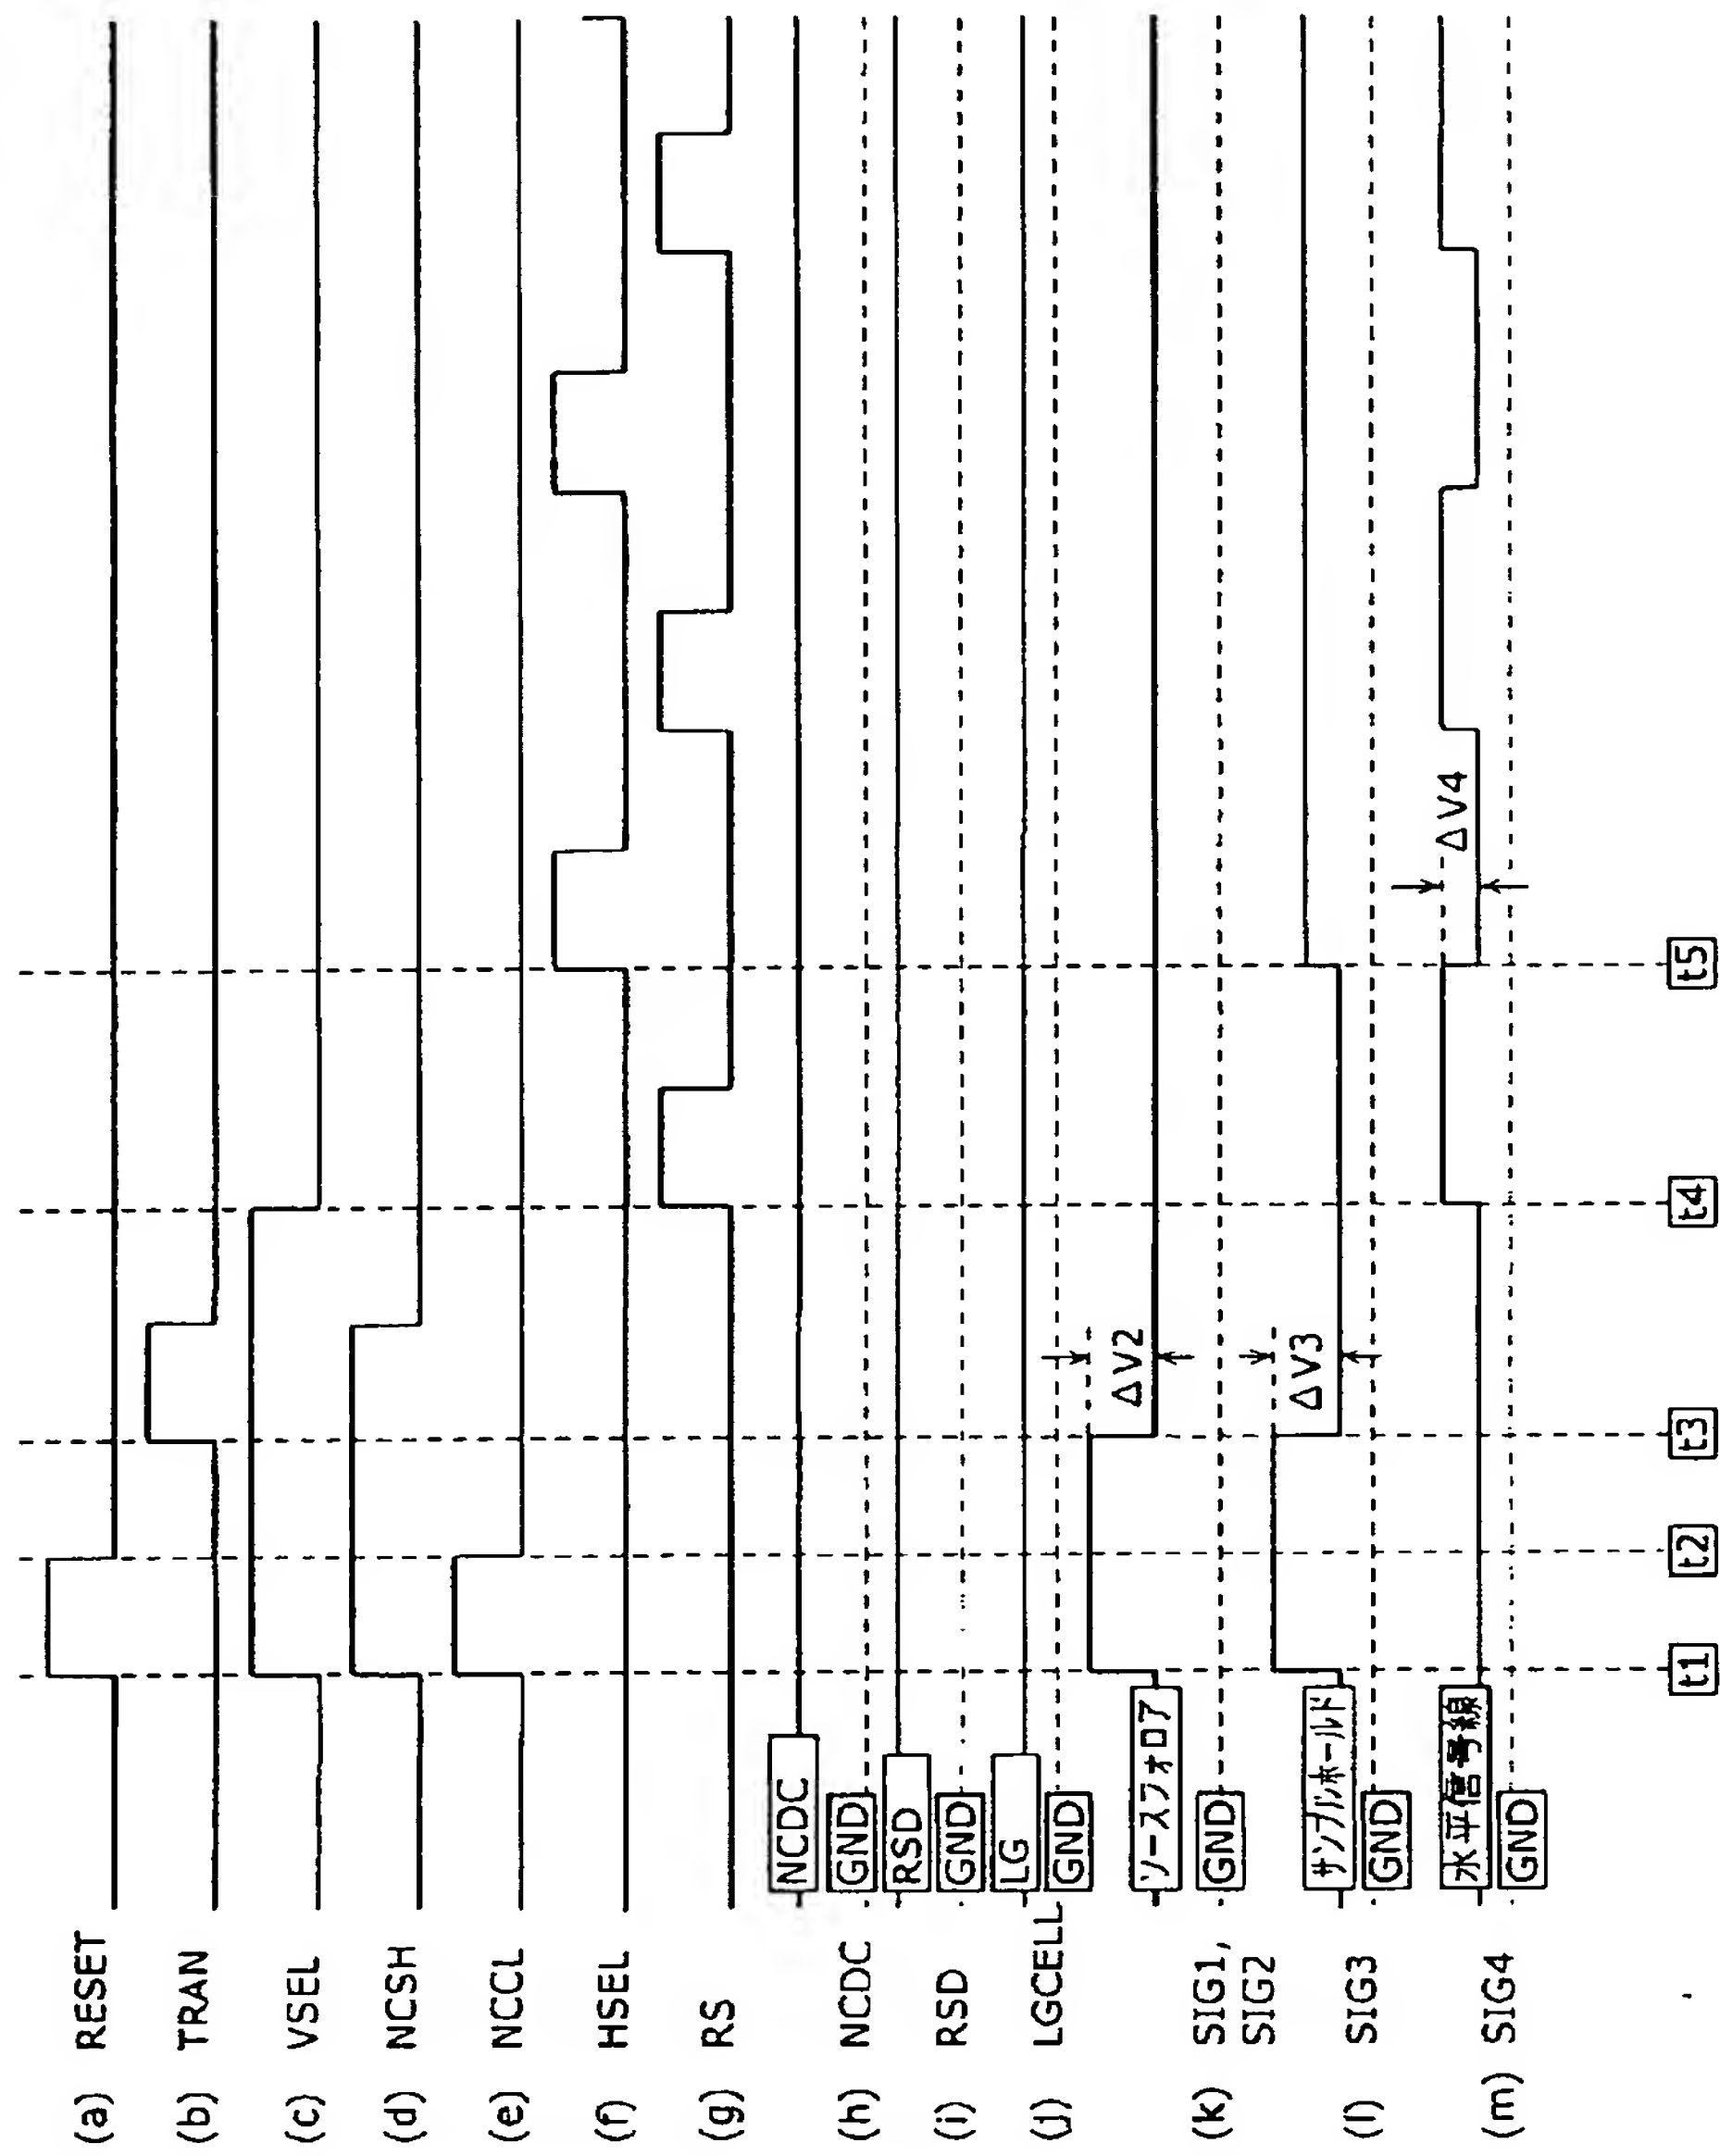 (a) RESET
(b) TRAN
(c) VSEL
(d) NCSH
(e) NCCL
(f) HSEL
(g) RS
(h) NCDC
NCDC
GND
(i) RSD
RSD
GND
(j) LGCELL
LG
GND
(k) SIG1,
SIG2
ソースフォロア
GND
ΔV2
(l) SIG3
サンプルホールド
GND
ΔV3
(m) SIG4
水平信号線
GND
ΔV4
t1
t2
t3
t4
t5